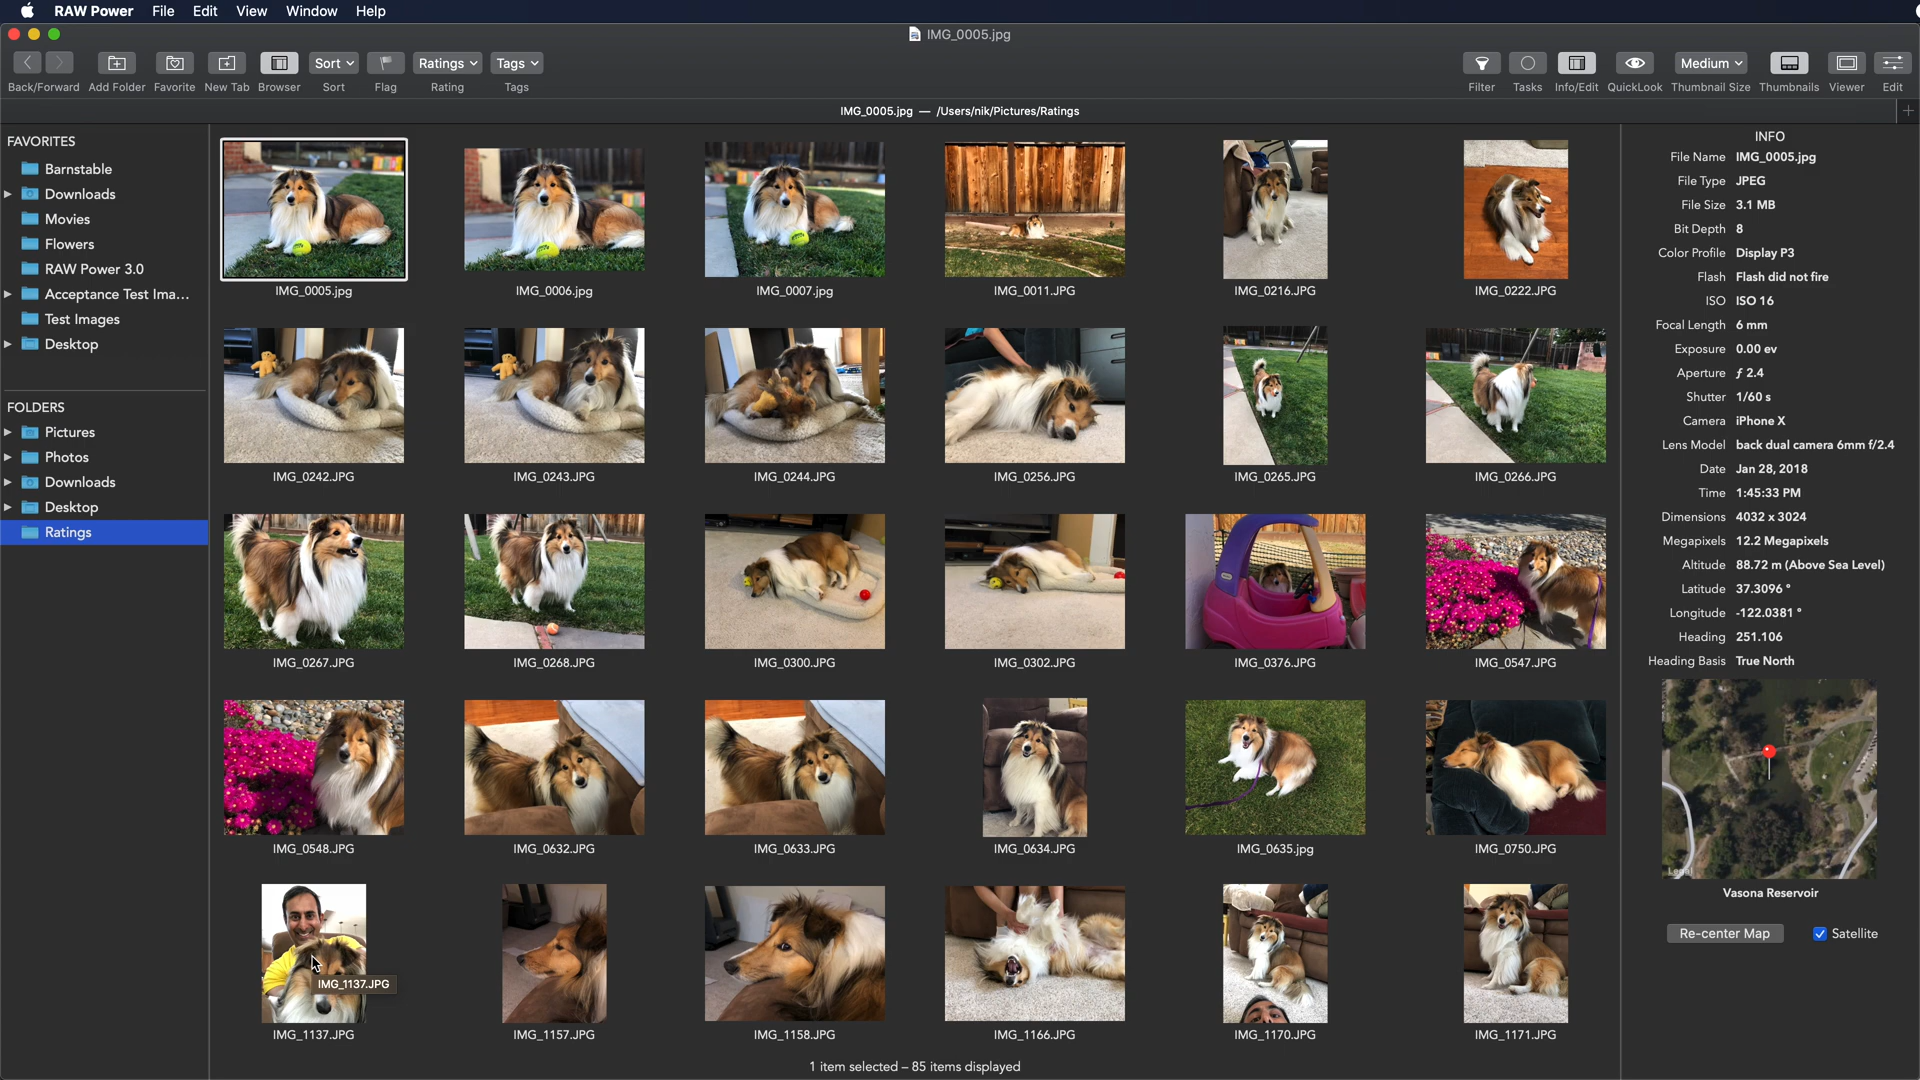 RAW Power File Edit View Window Help
IMG_0005.jpg
Sort Ratings Tags Medium
Back/Forward Add Folder Favorite New Tab Browser Sort Flag Rating Tags Filter Tasks Info/Edit QuickLook Thumbnail Size Thumbnails Viewer Edit
IMG_0005.jpg — /Users/nik/Pictures/Ratings
FAVORITES
Barnstable
Downloads
Movies
Flowers
RAW Power 3.0
Acceptance Test Ima...
Test Images
Desktop
FOLDERS
Pictures
Photos
Downloads
Desktop
Ratings
IMG_0005.jpg IMG_0006.jpg IMG_0007.jpg IMG_0011.JPG IMG_0216.JPG IMG_0222.JPG
IMG_0242.JPG IMG_0243.JPG IMG_0244.JPG IMG_0256.JPG IMG_0265.JPG IMG_0266.JPG
IMG_0267.JPG IMG_0268.JPG IMG_0300.JPG IMG_0302.JPG IMG_0376.JPG IMG_0547.JPG
IMG_0548.JPG IMG_0632.JPG IMG_0633.JPG IMG_0634.JPG IMG_0635.jpg IMG_0750.JPG
IMG_1137.JPG
IMG_1137.JPG IMG_1157.JPG IMG_1158.JPG IMG_1166.JPG IMG_1170.JPG IMG_1171.JPG
1 item selected – 85 items displayed
INFO
File Name IMG_0005.jpg
File Type JPEG
File Size 3.1 MB
Bit Depth 8
Color Profile Display P3
Flash Flash did not fire
ISO ISO 16
Focal Length 6 mm
Exposure 0.00 ev
Aperture ƒ 2.4
Shutter 1/60 s
Camera iPhone X
Lens Model back dual camera 6mm f/2.4
Date Jan 28, 2018
Time 1:45:33 PM
Dimensions 4032 x 3024
Megapixels 12.2 Megapixels
Altitude 88.72 m (Above Sea Level)
Latitude 37.3096 °
Longitude -122.0381 °
Heading 251.106
Heading Basis True North
Legal
Vasona Reservoir
Re-center Map Satellite